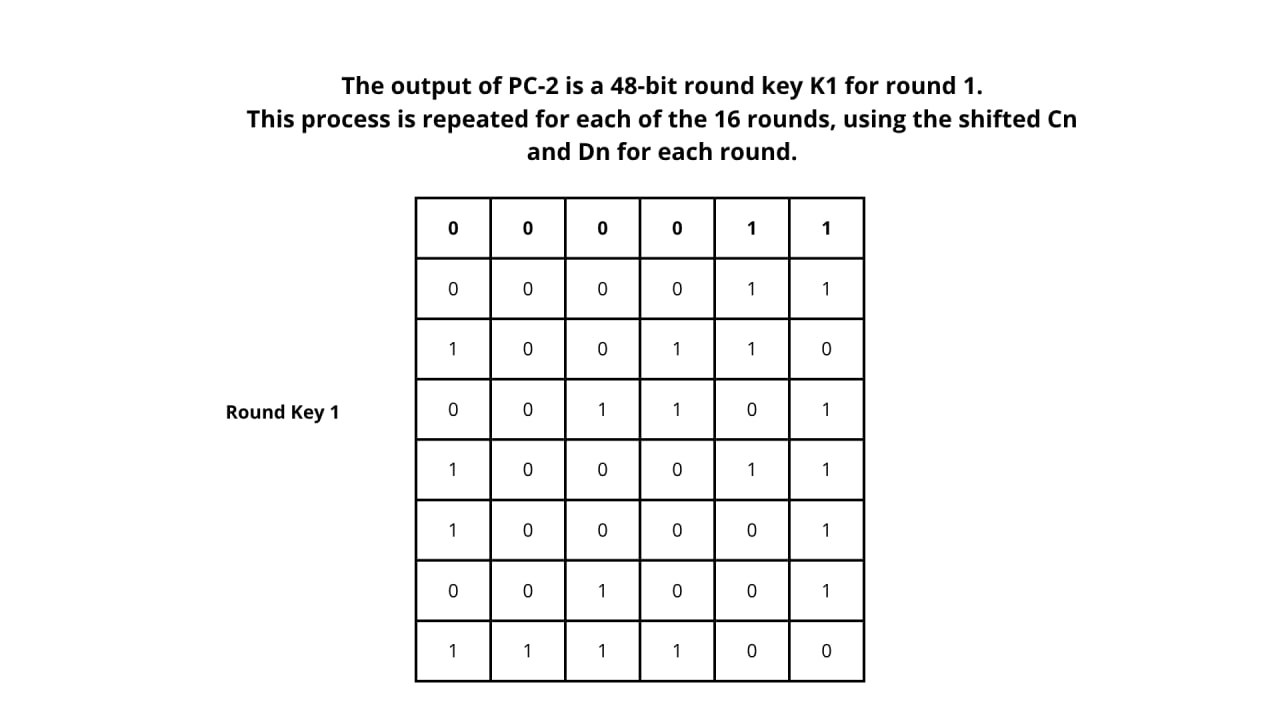 The output of PC-2 is a 48-bit round key K1 for round 1.
This process is repeated for each of the 16 rounds, using the shifted Cn
and Dn for each round.
0 0 0 0 1 1
0 0 0 0 1 1
1 0 0 1 1 0
Round Key 1
0 0 1 1 0 1
1 0 0 0 1 1
1 0 0 0 0 1
0 0 1 0 0 1
1 1 1 1 0 0